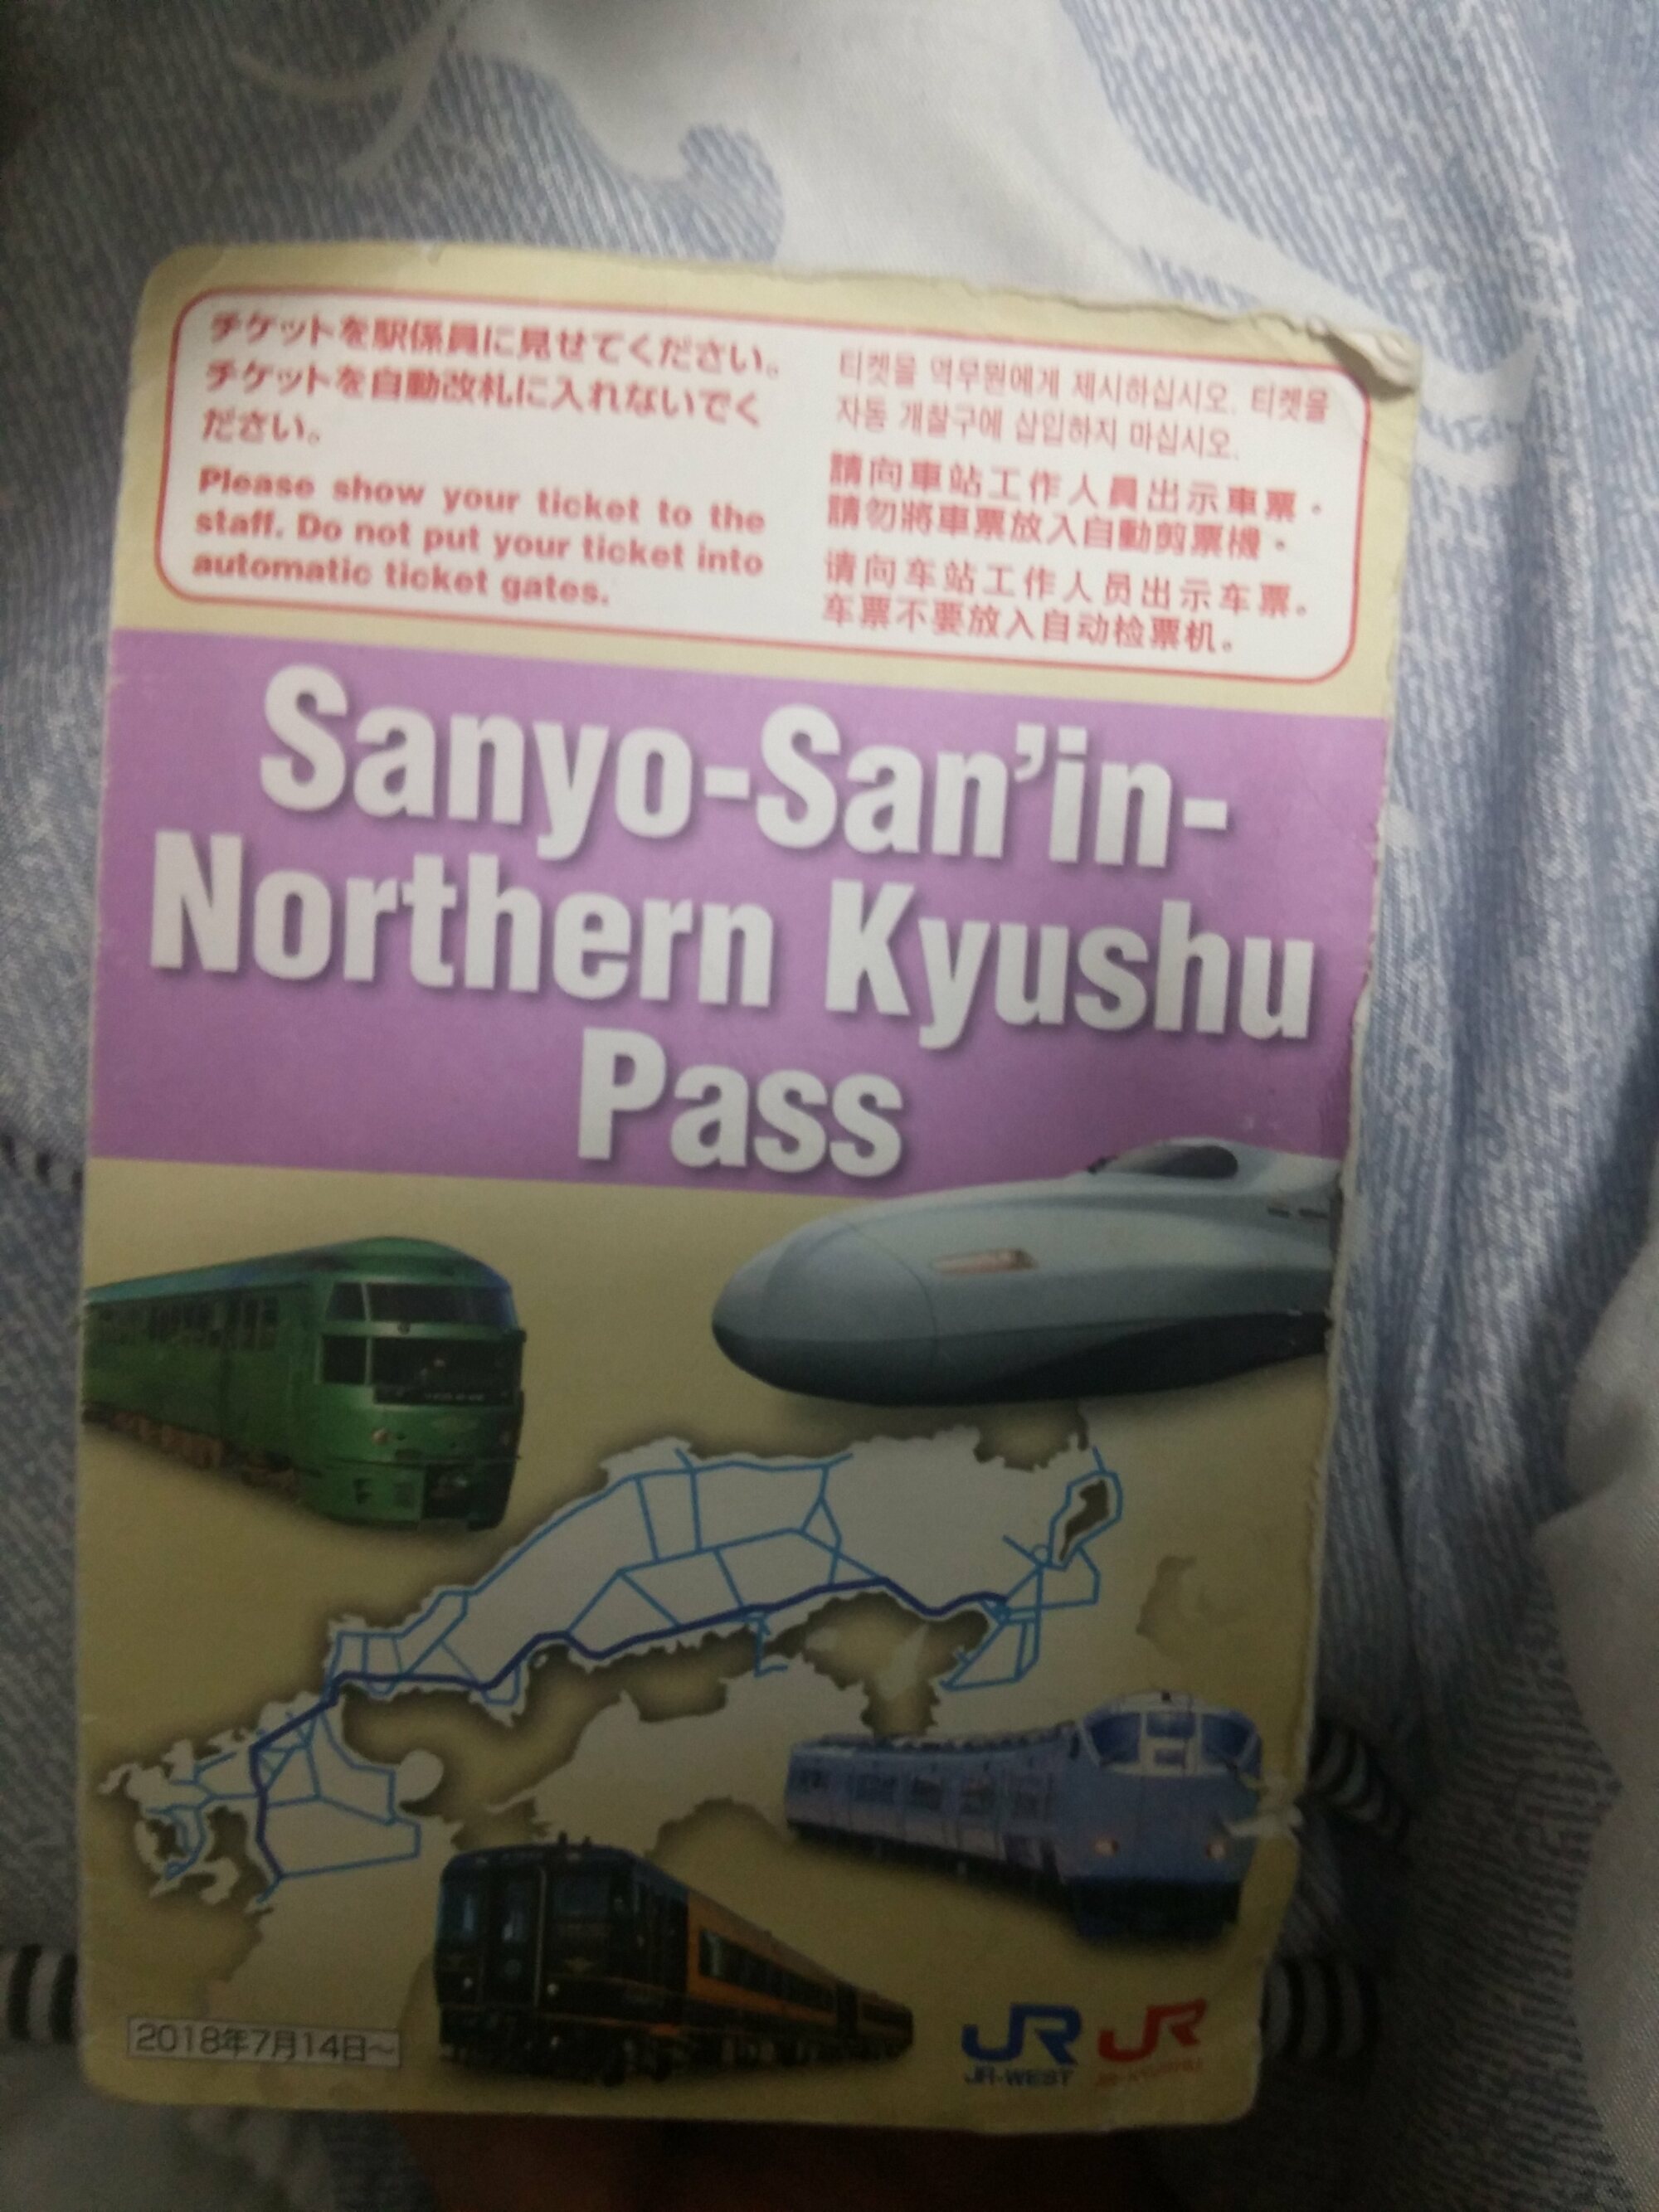 チケットを駅係員に見せてください。
チケットを自動改札に入れないでく
ださい。
Please show your ticket to the
staff. Do not put your ticket into
automatic ticket gates.
티켓을 역무원에게 제시하십시오. 티켓을
자동 개찰구에 삽입하지 마십시오.
請向車站工作人員出示車票。
請勿將車票放入自動剪票機。
请向车站工作人员出示车票。
车票不要放入自动检票机。
Sanyo-San'in-
Northern Kyushu
Pass
2018年7月14日~
JR JR
JR-WEST JR-KYUSHU